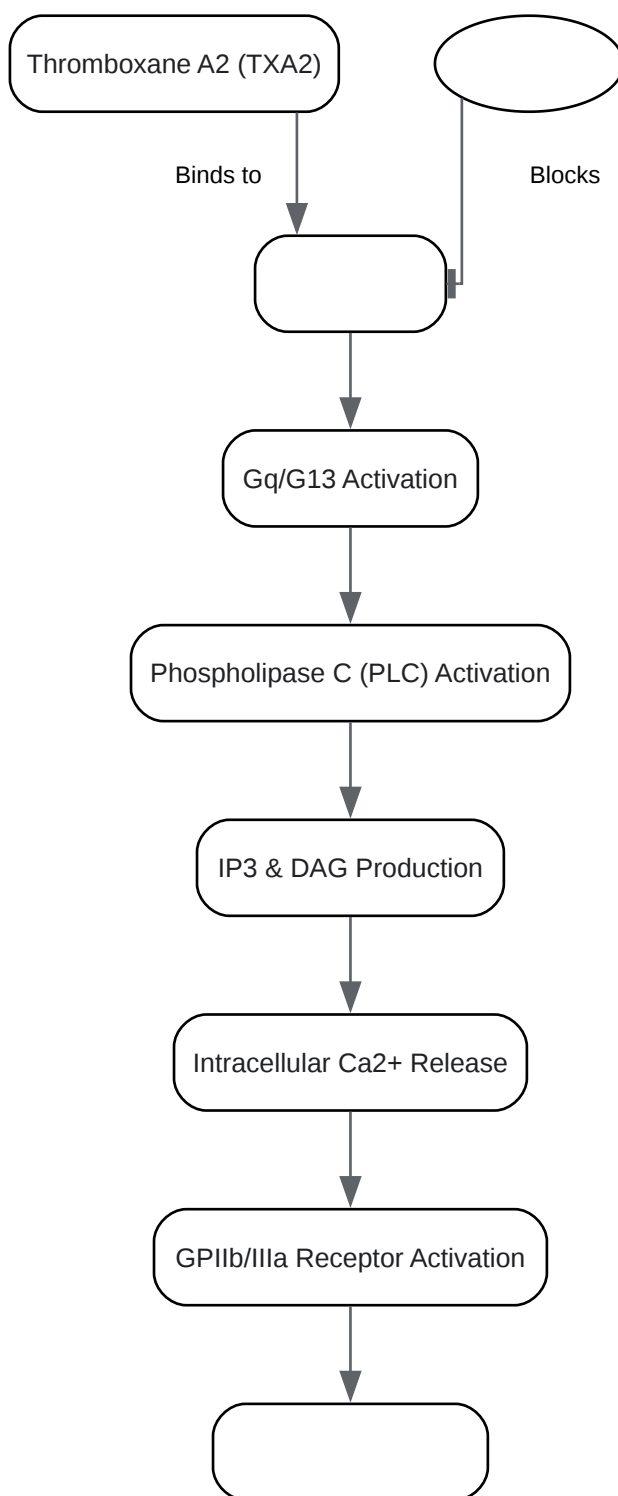 Thromboxane A2 (TXA2)
Binds to
Blocks
Gq/G13 Activation
Phospholipase C (PLC) Activation
IP3 & DAG Production
Intracellular Ca2+ Release
GPIIb/IIIa Receptor Activation